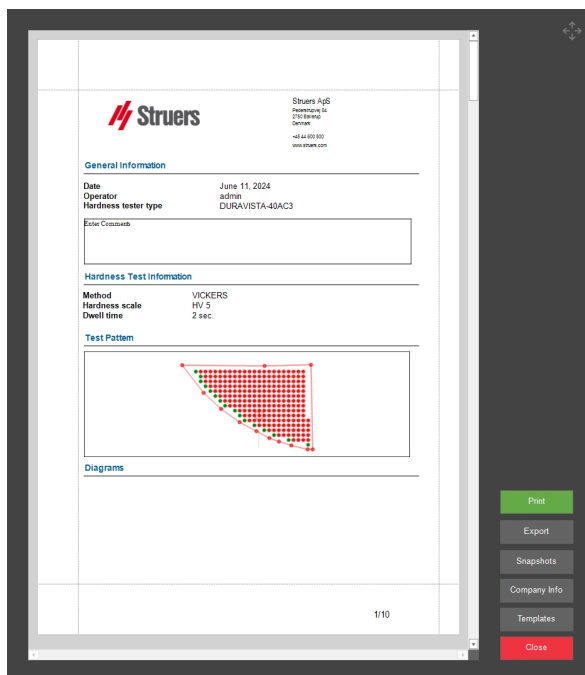 Struers
Struers ApS
Pederstrupvej 84
2750 Ballerup
Denmark
+45 44 600 800
www.struers.com
General Information
Date June 11, 2024
Operator admin
Hardness tester type DURAVISTA-40AC3
Enter Comments
Hardness Test Information
Method VICKERS
Hardness scale HV 5
Dwell time 2 sec.
Test Pattern
Diagrams
1/10
Print
Export
Snapshots
Company Info
Templates
Close